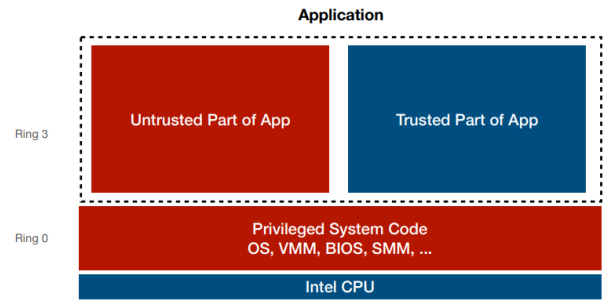 Application
Ring 3
Untrusted Part of App
Trusted Part of App
Ring 0
Privileged System Code
OS, VMM, BIOS, SMM, ...
Intel CPU